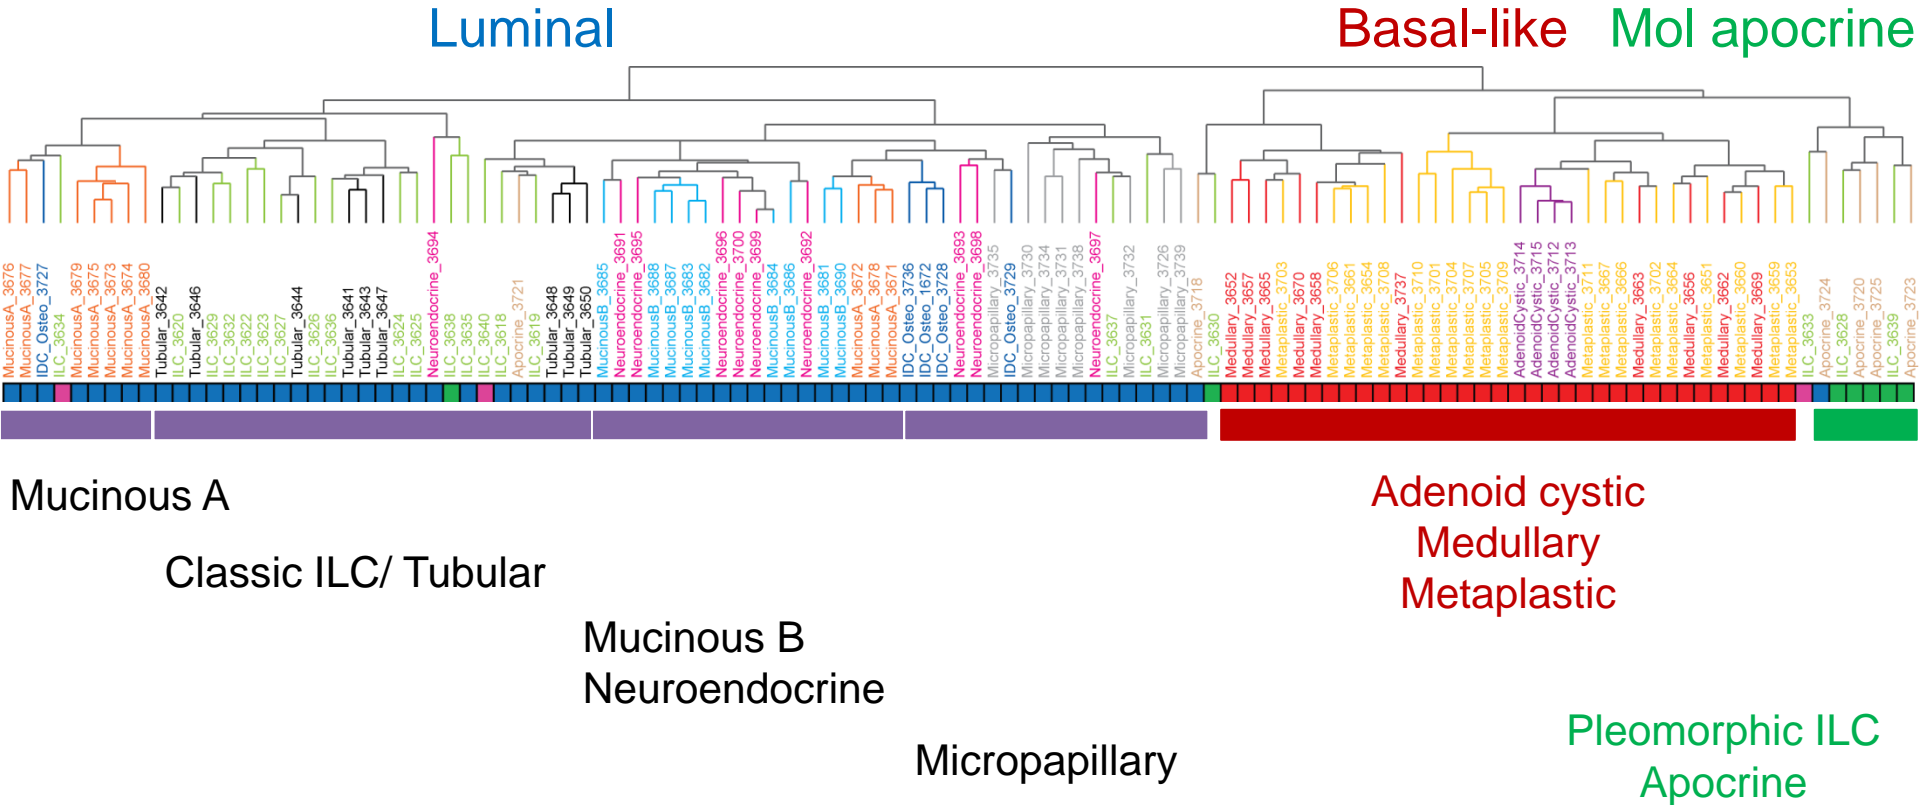 Luminal
Basal-like
Mol apocrine
MucinousA_3676
MucinousA_3677
IDC_Osteo_3727
ILC_3634
MucinousA_3679
MucinousA_3675
MucinousA_3673
MucinousA_3674
MucinousA_3680
Tubular_3642
ILC_3620
Tubular_3646
ILC_3629
ILC_3632
ILC_3622
ILC_3623
ILC_3627
Tubular_3644
ILC_3626
ILC_3636
Tubular_3641
Tubular_3643
Tubular_3647
ILC_3624
ILC_3625
Neuroendocrine_3694
ILC_3638
ILC_3635
ILC_3640
ILC_3618
Apocrine_3721
ILC_3619
Tubular_3648
Tubular_3649
Tubular_3650
MucinousB_3685
Neuroendocrine_3691
Neuroendocrine_3695
MucinousB_3688
MucinousB_3687
MucinousB_3683
MucinousB_3682
Neuroendocrine_3696
Neuroendocrine_3700
Neuroendocrine_3699
MucinousB_3684
MucinousB_3686
Neuroendocrine_3692
MucinousB_3681
MucinousB_3690
MucinousA_3672
MucinousA_3678
MucinousA_3671
IDC_Osteo_3736
IDC_Osteo_1672
IDC_Osteo_3728
Neuroendocrine_3693
Neuroendocrine_3698
Micropapillary_3735
IDC_Osteo_3729
Micropapillary_3730
Micropapillary_3734
Micropapillary_3731
Micropapillary_3738
Neuroendocrine_3697
ILC_3637
Micropapillary_3732
ILC_3631
Micropapillary_3726
Micropapillary_3739
Apocrine_3718
ILC_3630
Medullary_3652
Medullary_3657
Medullary_3665
Metaplastic_3703
Medullary_3670
Medullary_3658
Metaplastic_3706
Metaplastic_3661
Metaplastic_3654
Metaplastic_3708
Medullary_3737
Metaplastic_3710
Metaplastic_3701
Metaplastic_3704
Metaplastic_3707
Metaplastic_3705
Metaplastic_3709
AdenoidCystic_3714
AdenoidCystic_3715
AdenoidCystic_3712
AdenoidCystic_3713
Metaplastic_3711
Metaplastic_3667
Metaplastic_3666
Medullary_3663
Metaplastic_3702
Metaplastic_3664
Medullary_3656
Metaplastic_3651
Medullary_3662
Metaplastic_3660
Medullary_3669
Metaplastic_3659
Metaplastic_3653
ILC_3633
Apocrine_3724
ILC_3628
Apocrine_3720
Apocrine_3725
ILC_3639
Apocrine_3723
Mucinous A
Classic ILC/ Tubular
Mucinous B
Neuroendocrine
Micropapillary
Adenoid cystic
Medullary
Metaplastic
Pleomorphic ILC
Apocrine